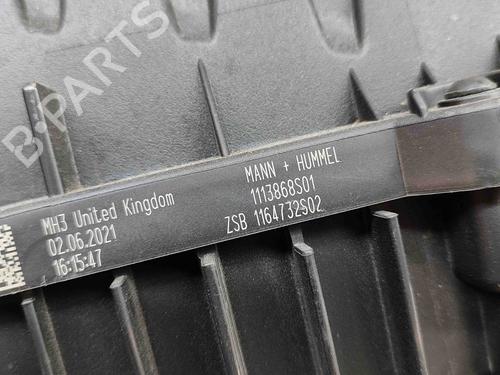 B-PARTS
MH3 United Kingdom
02.06.2021
16:15:47
MANN + HUMMEL
1113868S01
ZSB 1164732S02